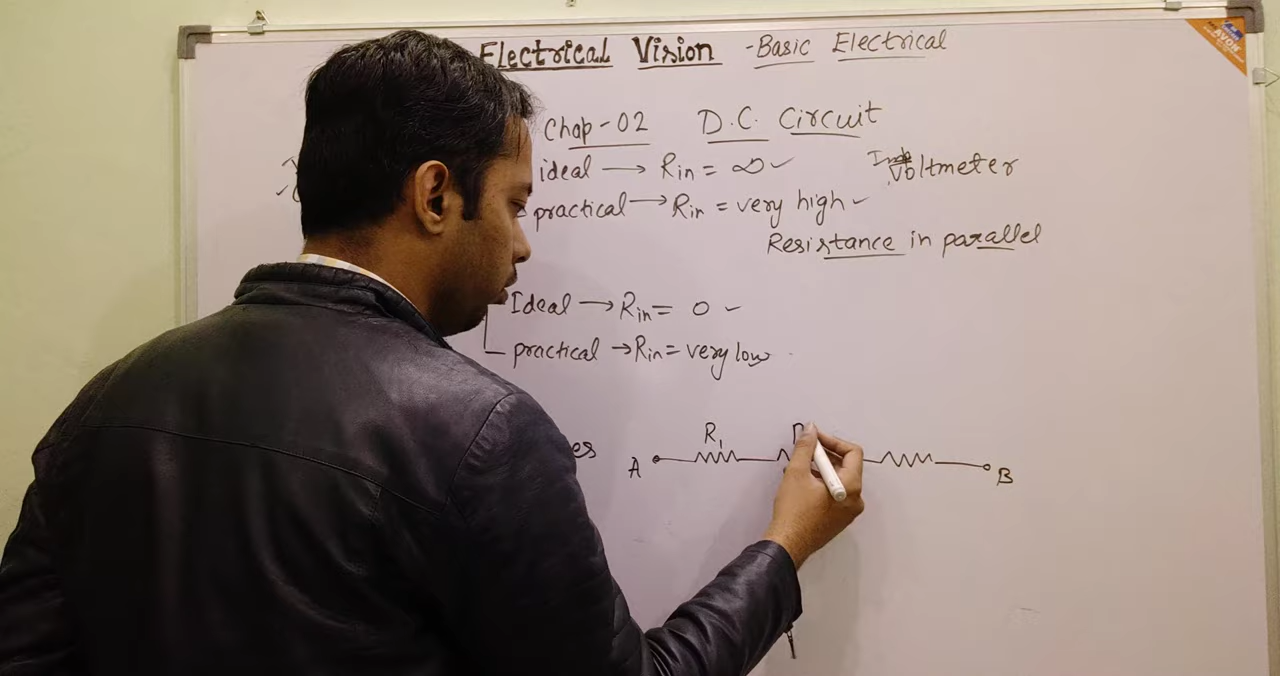 Electrical Vision - Basic Electrical
Chap-02 D.C. Circuit
ideal → Rin = ∞ ✓
Voltmeter
practical → Rin = very high ✓
Resistance in parallel
Ideal → Rin = 0 ✓
practical → Rin = very low
R1
A
B
AVON